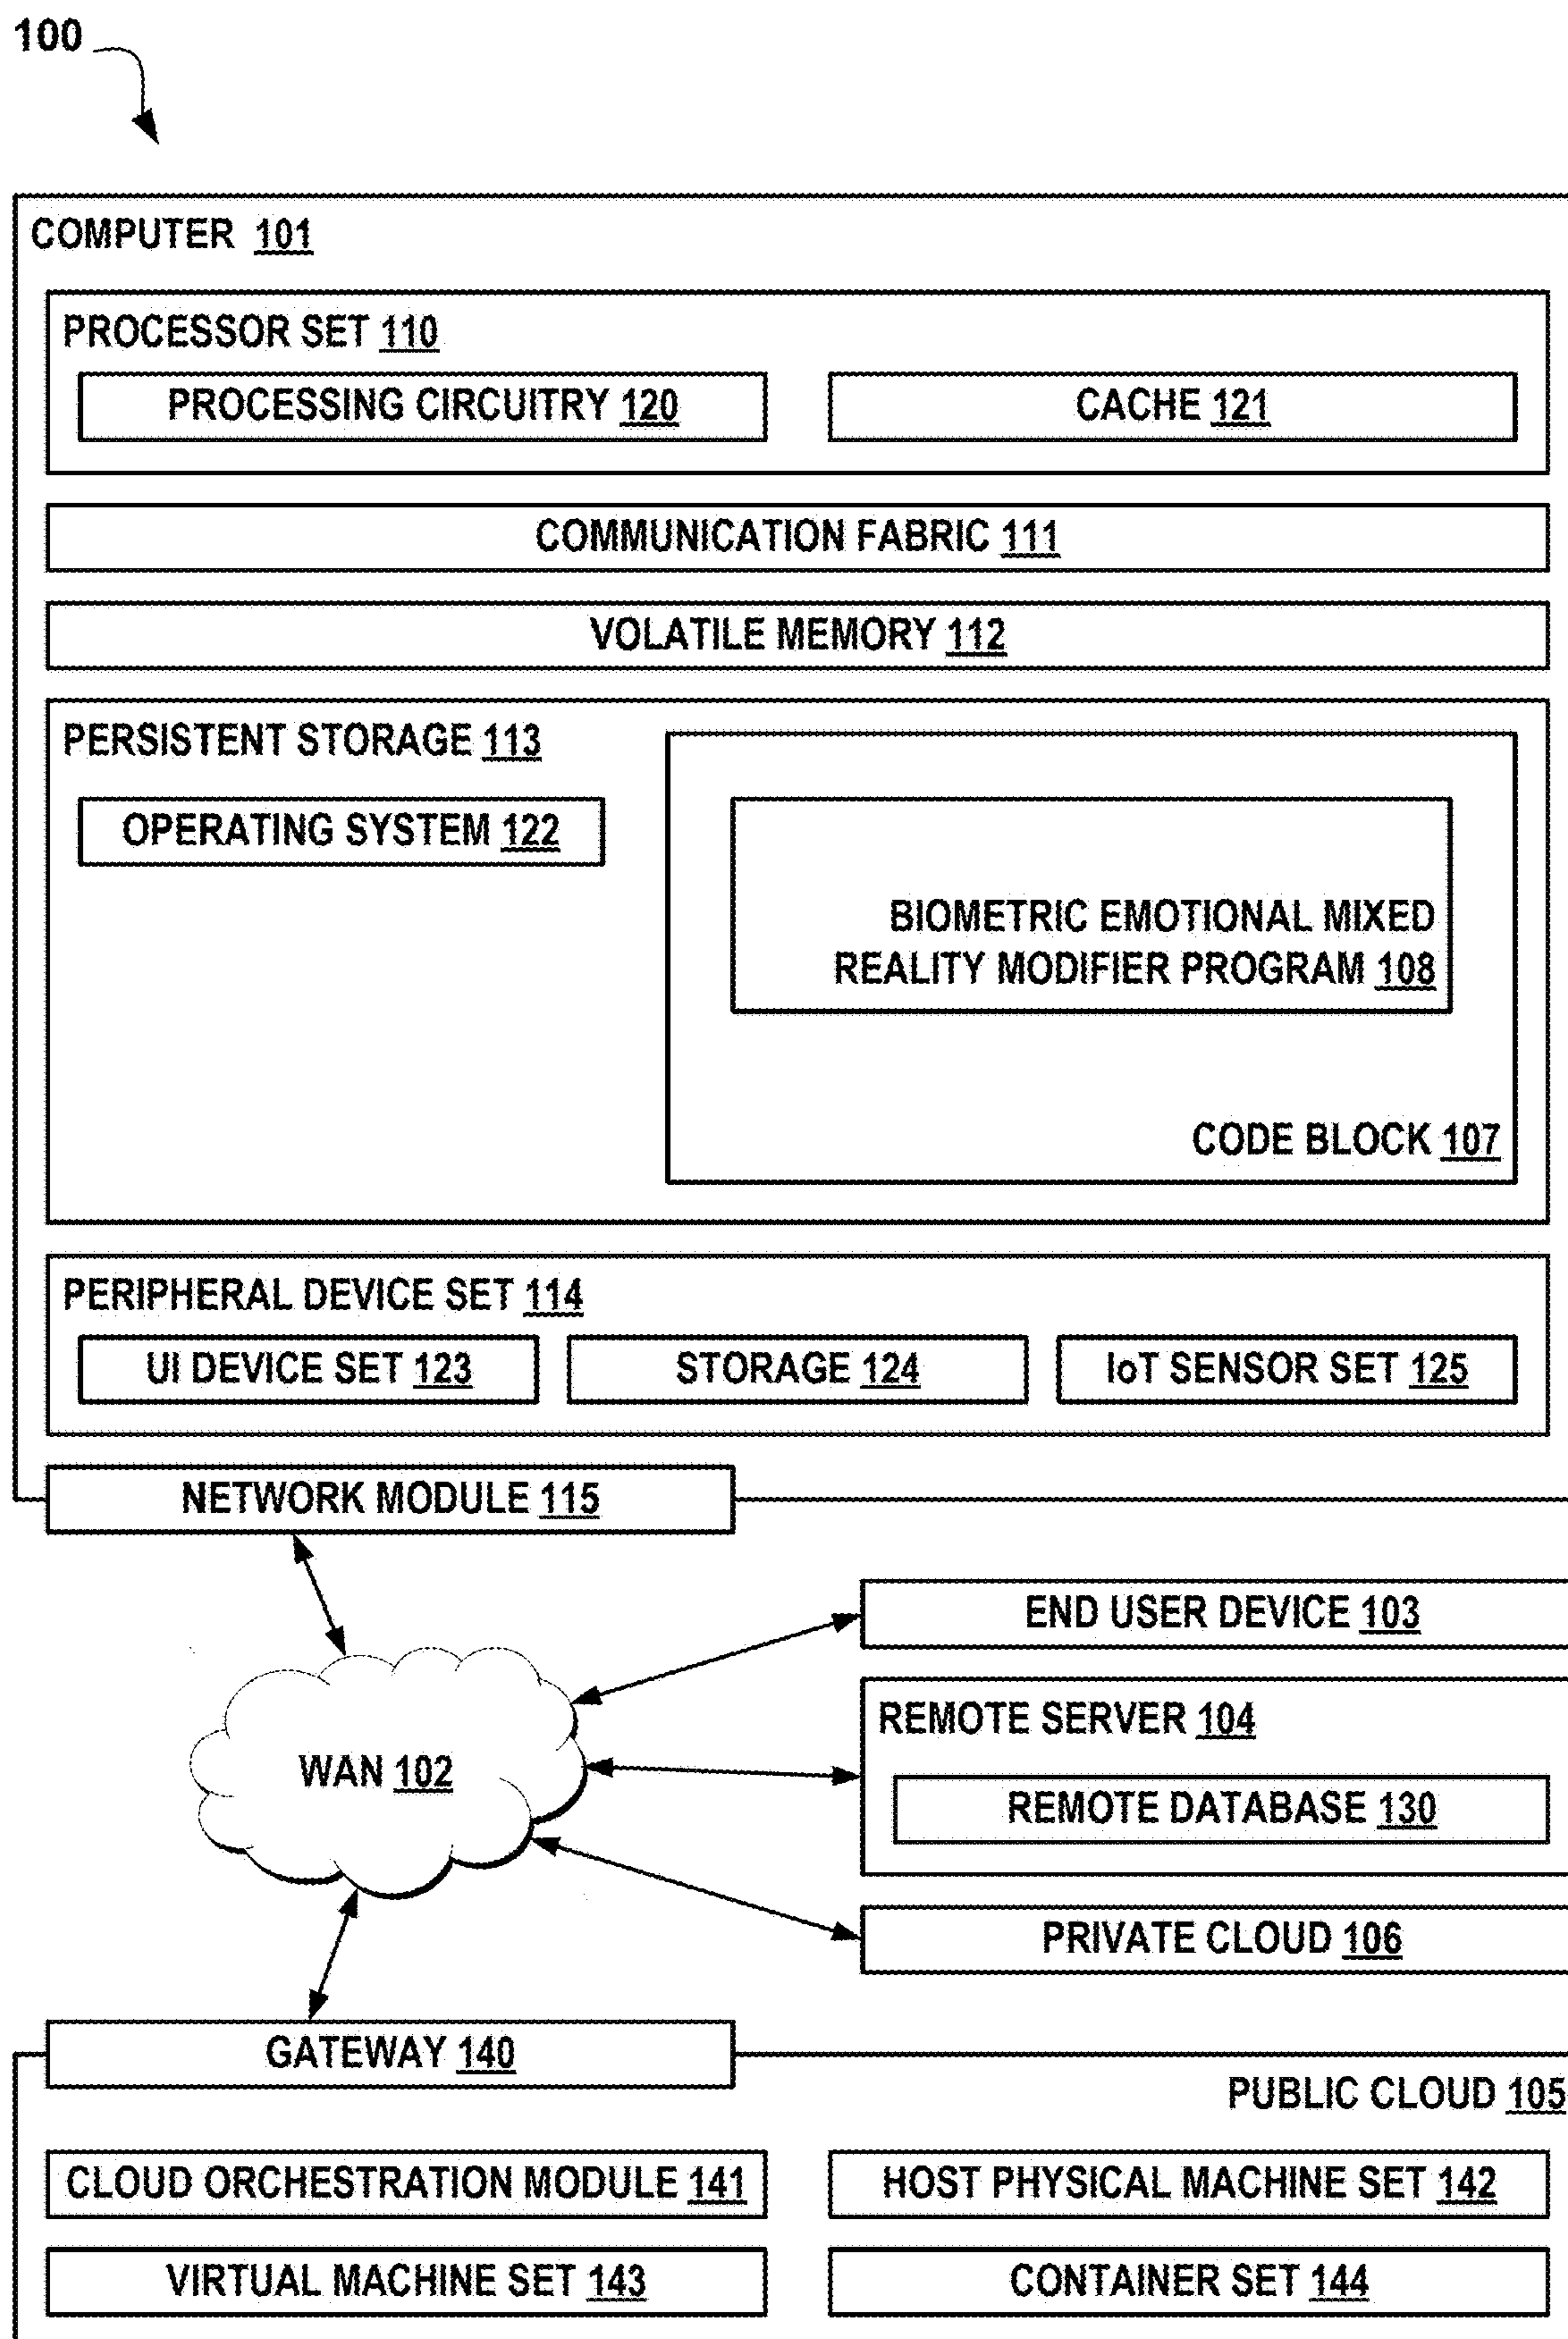 100
COMPUTER 101
PROCESSOR SET 110
PROCESSING CIRCUITRY 120
CACHE 121
COMMUNICATION FABRIC 111
VOLATILE MEMORY 112
PERSISTENT STORAGE 113
OPERATING SYSTEM 122
BIOMETRIC EMOTIONAL MIXED
REALITY MODIFIER PROGRAM 108
CODE BLOCK 107
PERIPHERAL DEVICE SET 114
UI DEVICE SET 123
STORAGE 124
IoT SENSOR SET 125
NETWORK MODULE 115
END USER DEVICE 103
REMOTE SERVER 104
WAN 102
REMOTE DATABASE 130
PRIVATE CLOUD 106
GATEWAY 140
PUBLIC CLOUD 105
CLOUD ORCHESTRATION MODULE 141
HOST PHYSICAL MACHINE SET 142
VIRTUAL MACHINE SET 143
CONTAINER SET 144